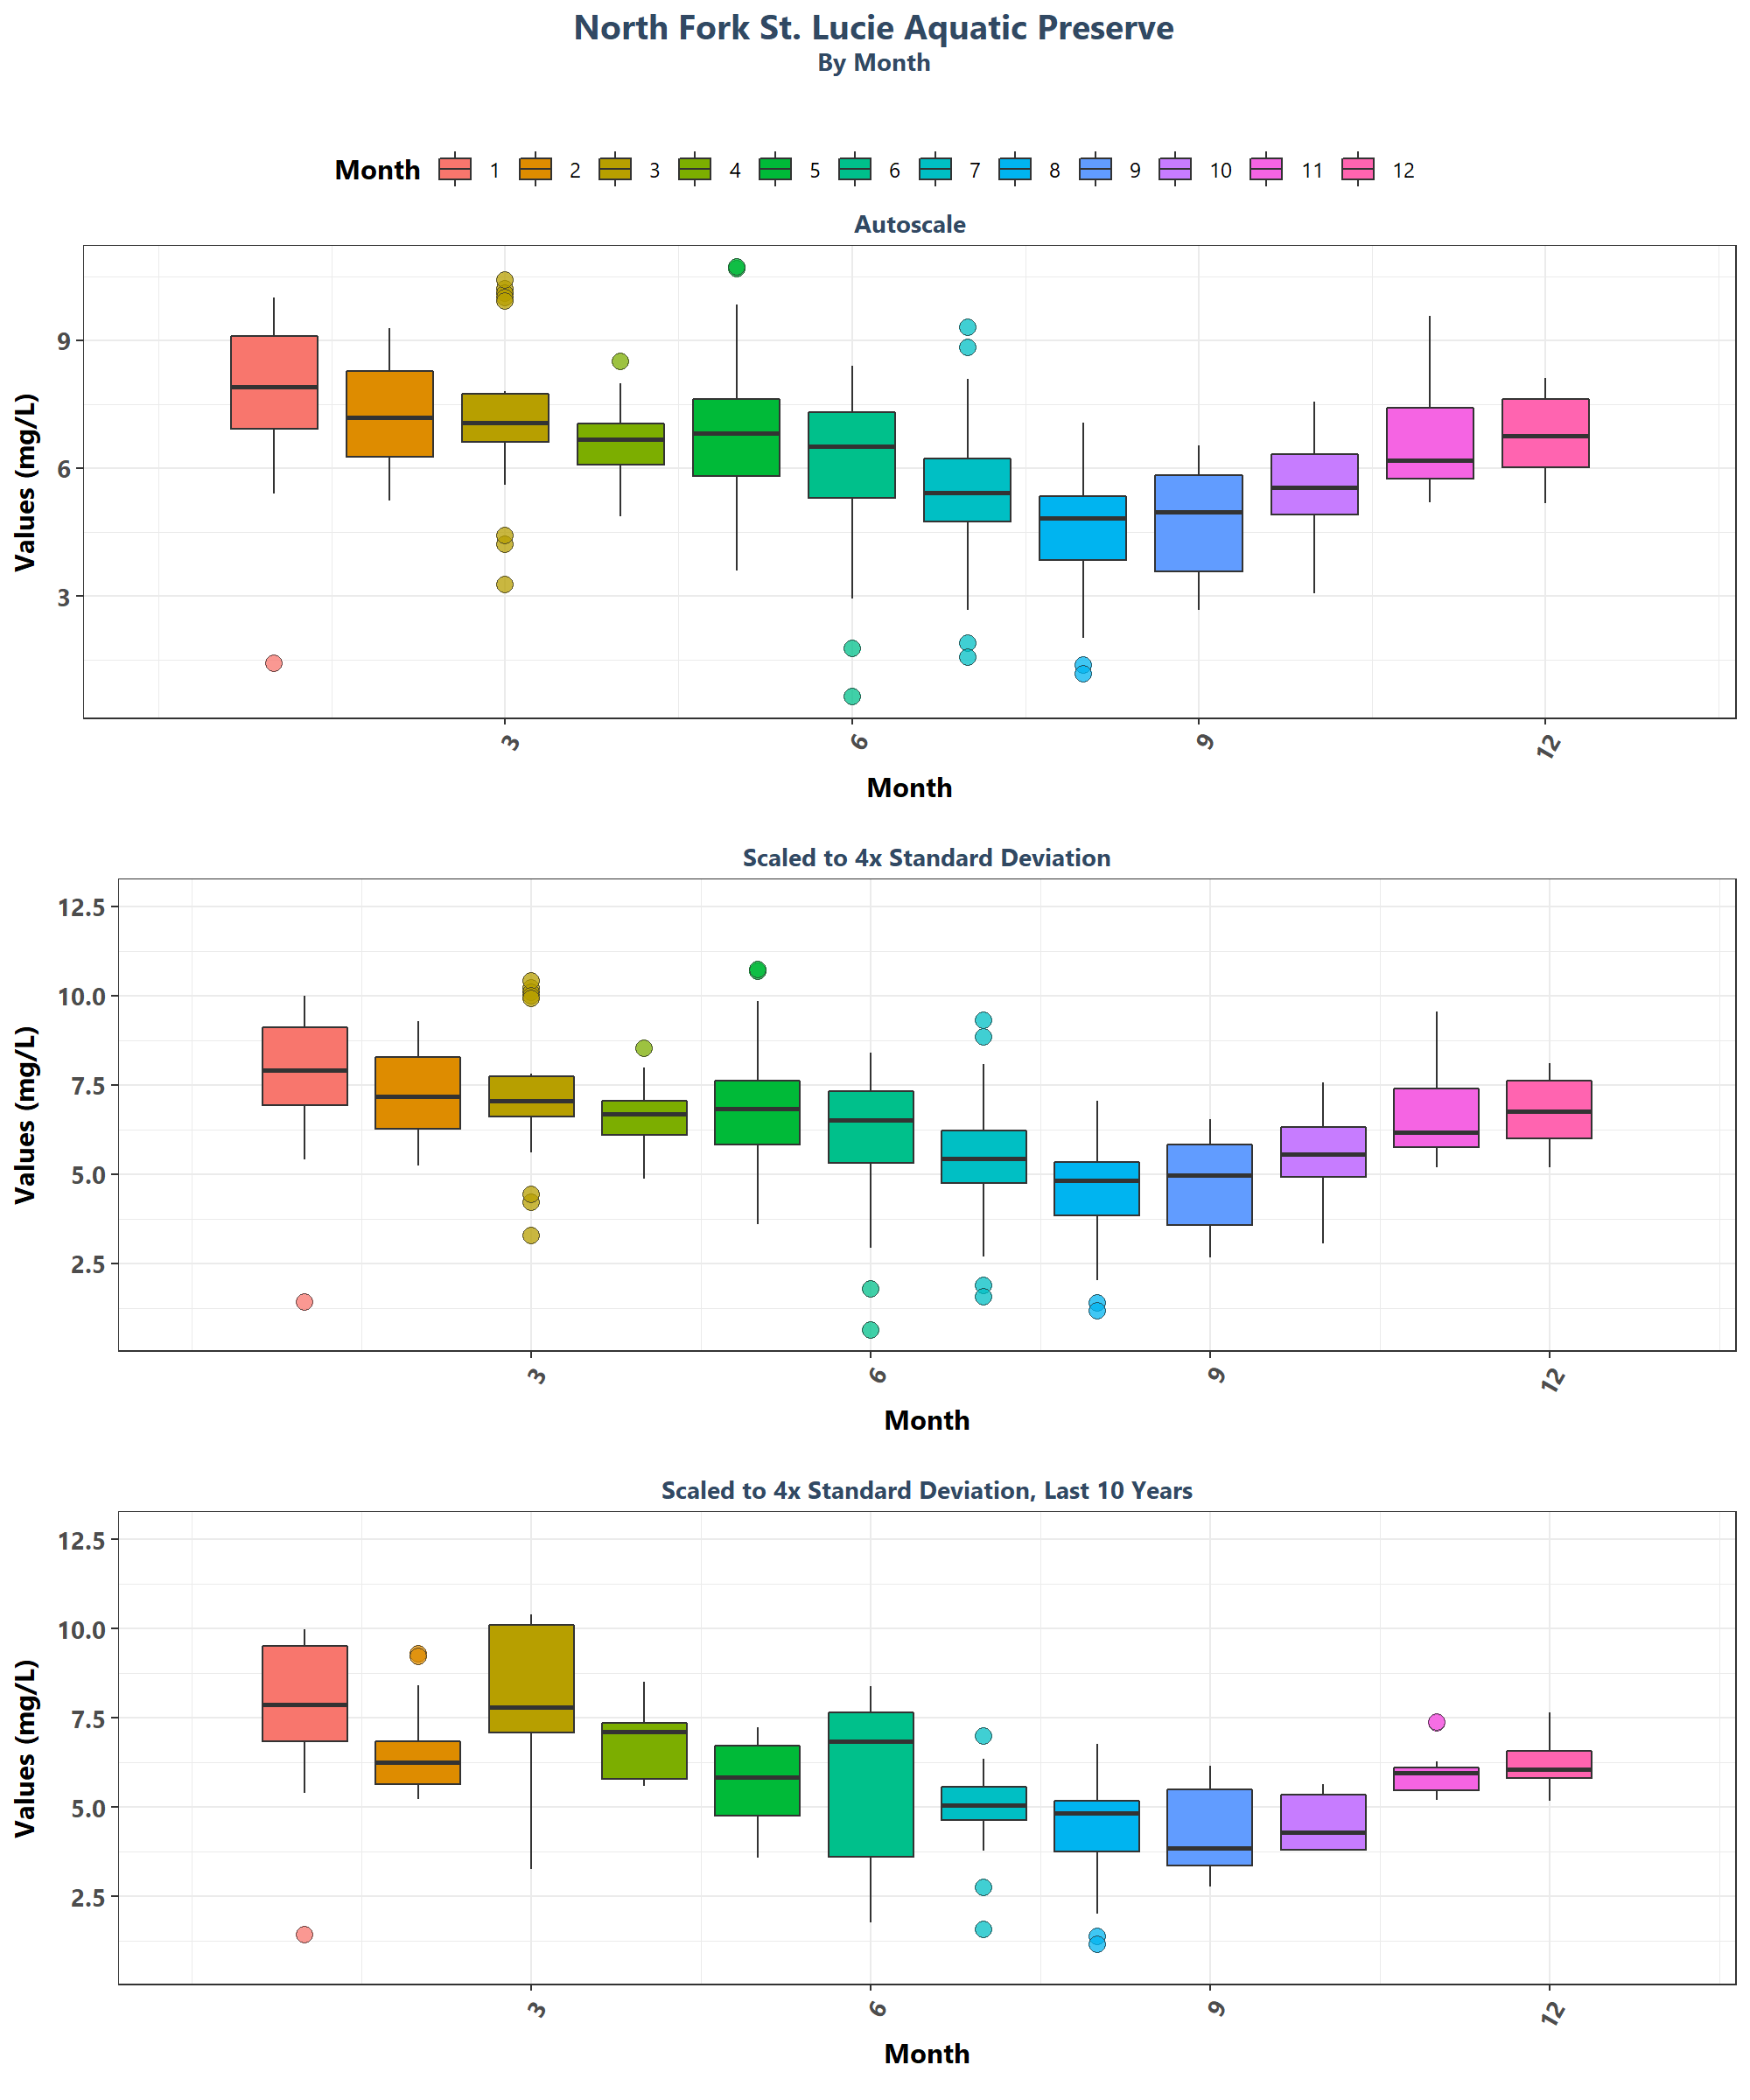 North Fork St. Lucie Aquatic Preserve
By Month
Month 1 2 3 4 5 6 7 8 9 10 11 12
Autoscale
Values (mg/L)
9
6
3
3 6 9 12
Month
Scaled to 4x Standard Deviation
Values (mg/L)
12.5
10.0
7.5
5.0
2.5
3 6 9 12
Month
Scaled to 4x Standard Deviation, Last 10 Years
Values (mg/L)
12.5
10.0
7.5
5.0
2.5
3 6 9 12
Month